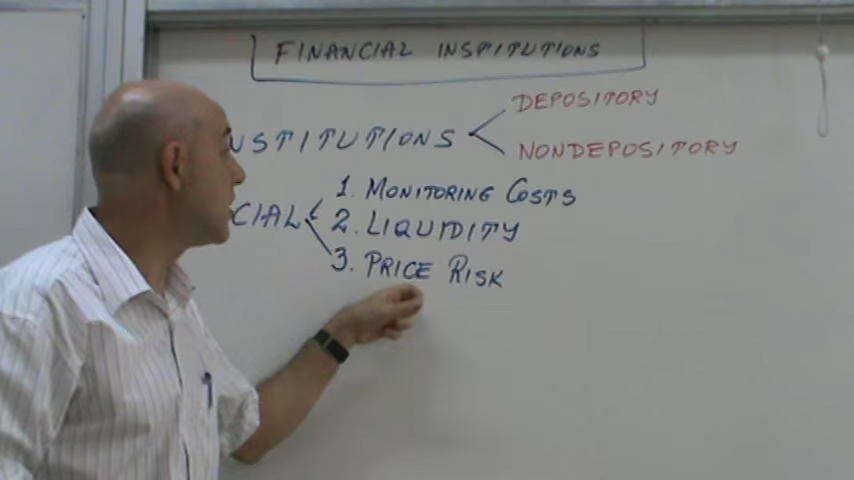 FINANCIAL INSTITUTIONS
NSTITUTIONS
DEPOSITORY
NONDEPOSITORY
CIAL
1. MONITORING COSTS
2. LIQUIDITY
3. PRICE RISK